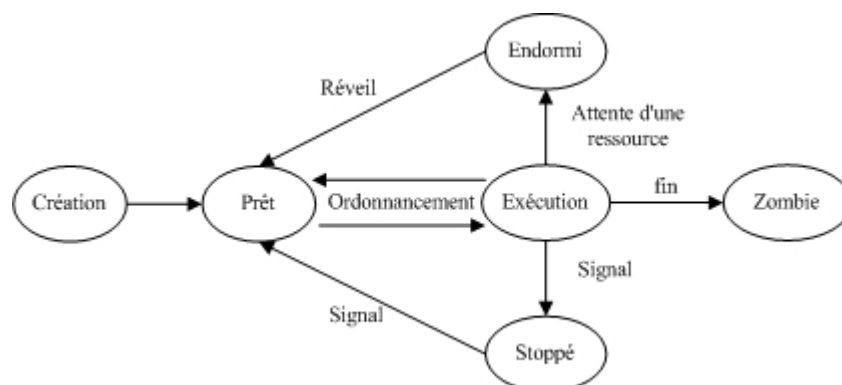 Endormi
Réveil
Attente d'une
ressource
Création
Prêt
Ordonnancement
Exécution
fin
Zombie
Signal
Signal
Stoppé